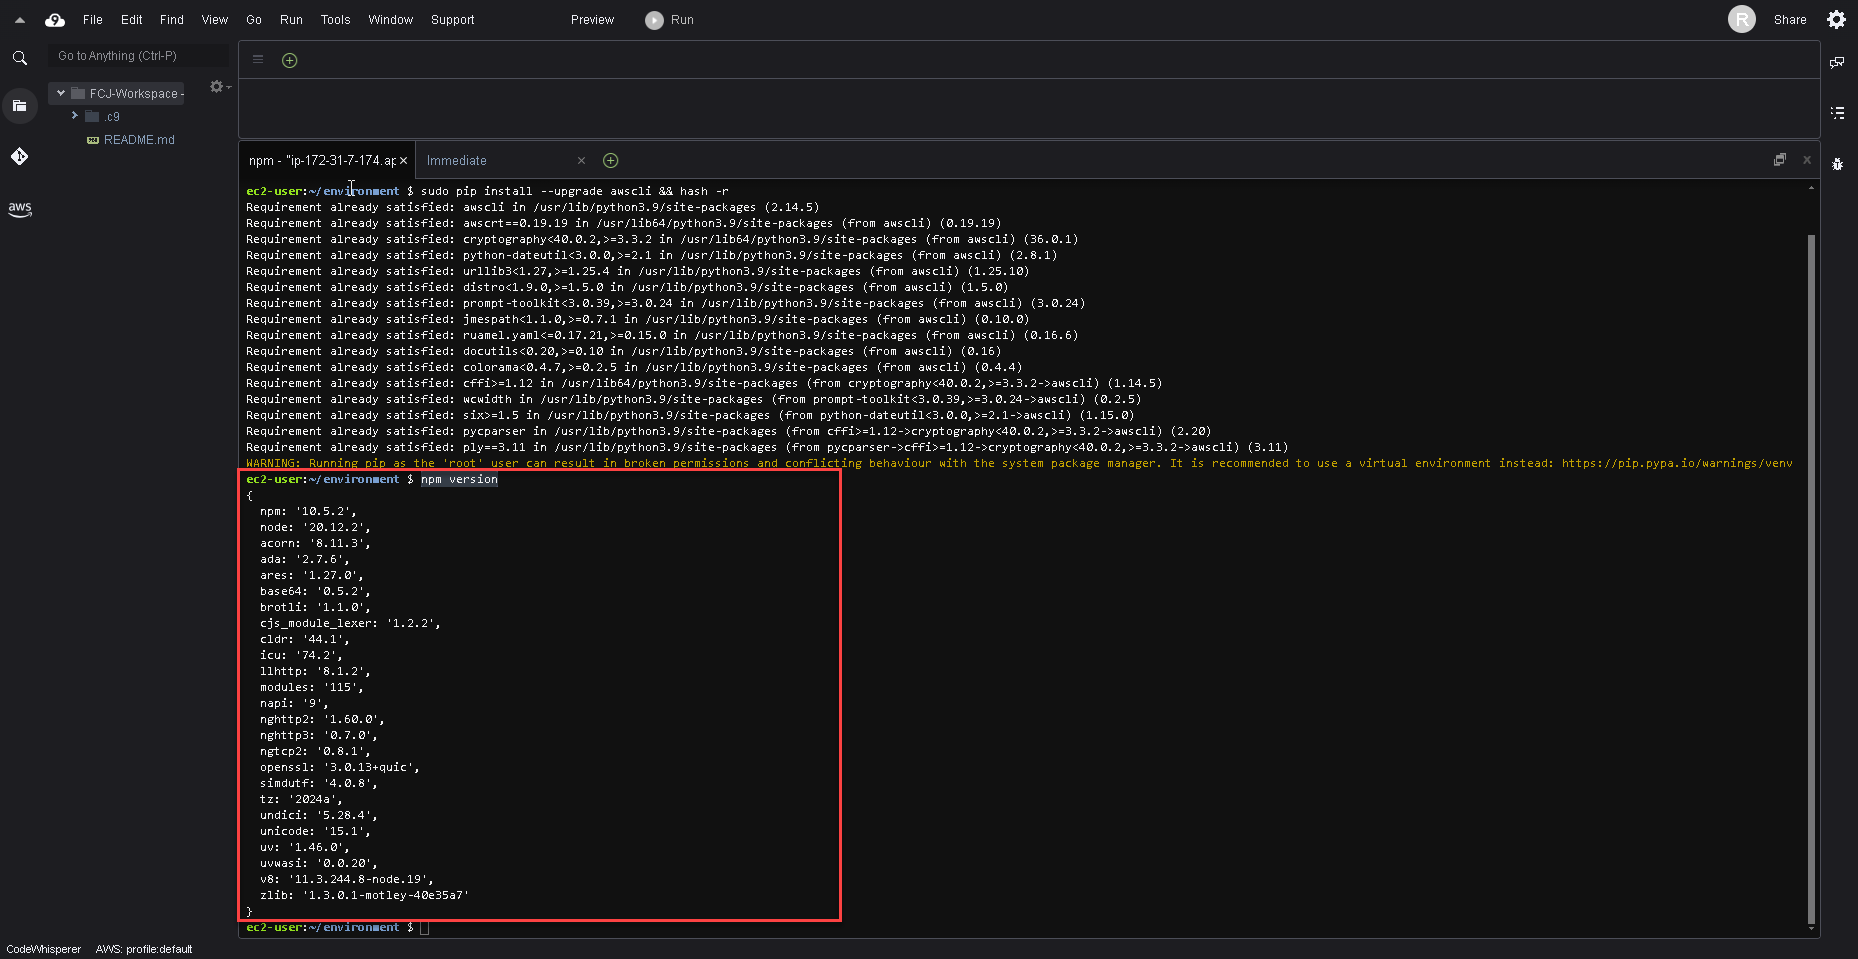 File Edit Find View Go Run Tools Window Support Preview Run R Share
Go to Anything (Ctrl-P)
FCJ-Workspace -
.c9
README.md
aws
npm - "ip-172-31-7-174.ap Immediate
ec2-user:~/environment $ sudo pip install --upgrade awscli && hash -r
Requirement already satisfied: awscli in /usr/lib/python3.9/site-packages (2.14.5)
Requirement already satisfied: awscrt==0.19.19 in /usr/lib64/python3.9/site-packages (from awscli) (0.19.19)
Requirement already satisfied: cryptography<40.0.2,>=3.3.2 in /usr/lib64/python3.9/site-packages (from awscli) (36.0.1)
Requirement already satisfied: python-dateutil<3.0.0,>=2.1 in /usr/lib/python3.9/site-packages (from awscli) (2.8.1)
Requirement already satisfied: urllib3<1.27,>=1.25.4 in /usr/lib/python3.9/site-packages (from awscli) (1.25.10)
Requirement already satisfied: distro<1.9.0,>=1.5.0 in /usr/lib/python3.9/site-packages (from awscli) (1.5.0)
Requirement already satisfied: prompt-toolkit<3.0.39,>=3.0.24 in /usr/lib/python3.9/site-packages (from awscli) (3.0.24)
Requirement already satisfied: jmespath<1.1.0,>=0.7.1 in /usr/lib/python3.9/site-packages (from awscli) (0.10.0)
Requirement already satisfied: ruamel.yaml<=0.17.21,>=0.15.0 in /usr/lib/python3.9/site-packages (from awscli) (0.16.6)
Requirement already satisfied: docutils<0.20,>=0.10 in /usr/lib/python3.9/site-packages (from awscli) (0.16)
Requirement already satisfied: colorama<0.4.7,>=0.2.5 in /usr/lib/python3.9/site-packages (from awscli) (0.4.4)
Requirement already satisfied: cffi>=1.12 in /usr/lib64/python3.9/site-packages (from cryptography<40.0.2,>=3.3.2->awscli) (1.14.5)
Requirement already satisfied: wcwidth in /usr/lib/python3.9/site-packages (from prompt-toolkit<3.0.39,>=3.0.24->awscli) (0.2.5)
Requirement already satisfied: six>=1.5 in /usr/lib/python3.9/site-packages (from python-dateutil<3.0.0,>=2.1->awscli) (1.15.0)
Requirement already satisfied: pycparser in /usr/lib/python3.9/site-packages (from cffi>=1.12->cryptography<40.0.2,>=3.3.2->awscli) (2.20)
Requirement already satisfied: ply==3.11 in /usr/lib/python3.9/site-packages (from pycparser->cffi>=1.12->cryptography<40.0.2,>=3.3.2->awscli) (3.11)
WARNING: Running pip as the 'root' user can result in broken permissions and conflicting behaviour with the system package manager. It is recommended to use a virtual environment instead: https://pip.pypa.io/warnings/venv
ec2-user:~/environment $ npm version
{
npm: '10.5.2',
node: '20.12.2',
acorn: '8.11.3',
ada: '2.7.6',
ares: '1.27.0',
base64: '0.5.2',
brotli: '1.1.0',
cjs_module_lexer: '1.2.2',
cldr: '44.1',
icu: '74.2',
llhttp: '8.1.2',
modules: '115',
napi: '9',
nghttp2: '1.60.0',
nghttp3: '0.7.0',
ngtcp2: '0.8.1',
openssl: '3.0.13+quic',
simdutf: '4.0.8',
tz: '2024a',
undici: '5.28.4',
unicode: '15.1',
uv: '1.46.0',
uvwasi: '0.0.20',
v8: '11.3.244.8-node.19',
zlib: '1.3.0.1-motley-40e35a7'
}
ec2-user:~/environment $
CodeWhisperer AWS: profile:default